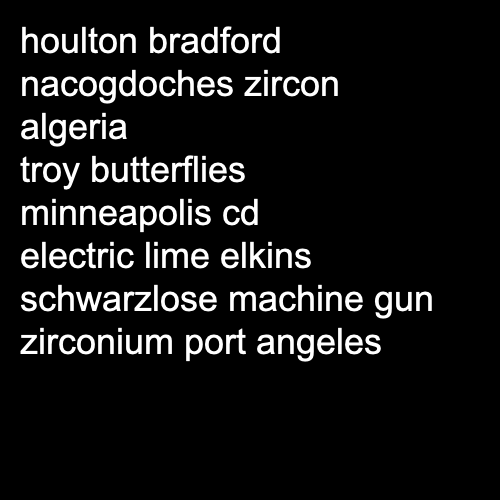 houlton bradford
nacogdoches zircon
algeria
troy butterflies
minneapolis cd
electric lime elkins
schwarzlose machine gun
zirconium port angeles